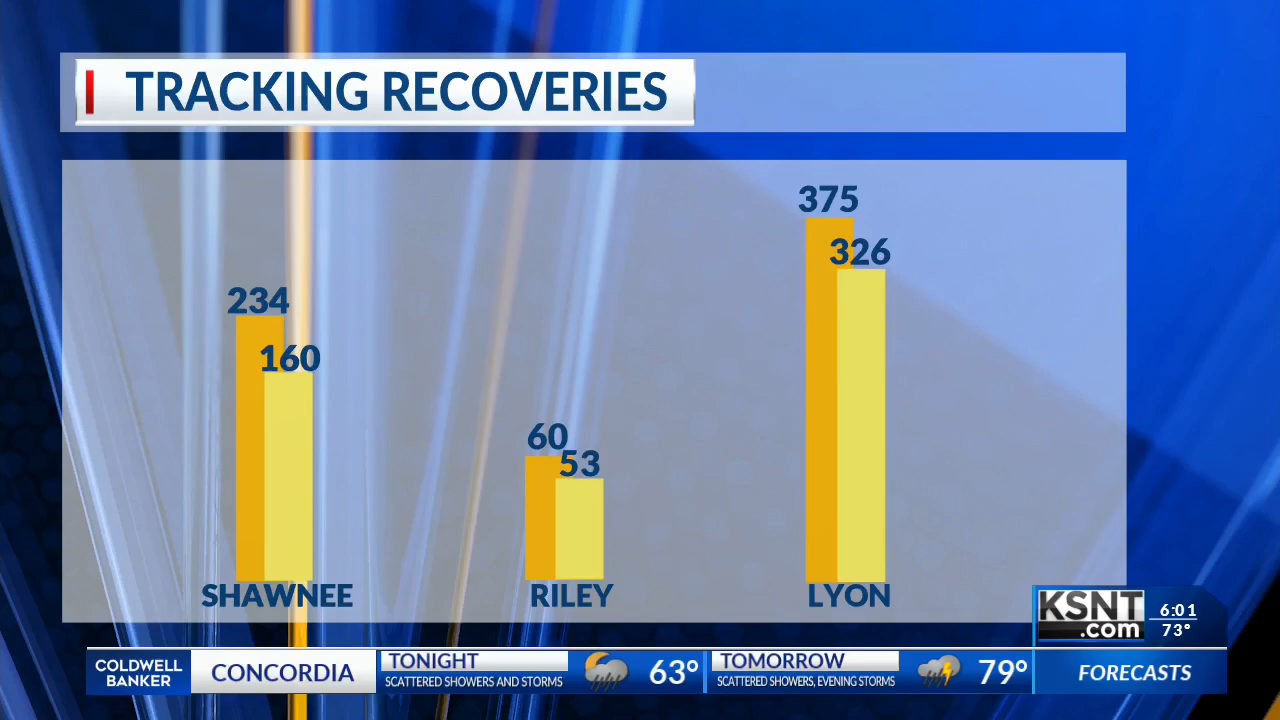 TRACKING RECOVERIES
375
326
234
160
60
53
SHAWNEE
RILEY
LYON
KSNT
.com
6:01
73°
COLDWELL
BANKER
CONCORDIA
TONIGHT
SCATTERED SHOWERS AND STORMS
63°
TOMORROW
SCATTERED SHOWERS, EVENING STORMS
79°
FORECASTS